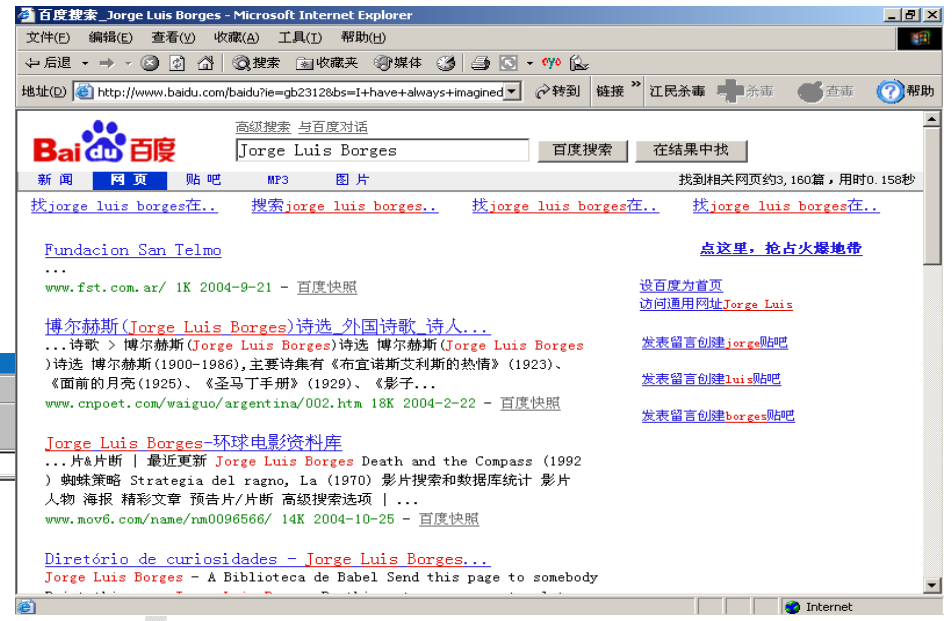 百度搜索_Jorge Luis Borges - Microsoft Internet Explorer
文件(F) 编辑(E) 查看(V) 收藏(A) 工具(T) 帮助(H)
后退 搜索 收藏夹 媒体
地址(D) http://www.baidu.com/baidu?ie=gb2312&bs=I+have+always+imagined 转到 链接 » 江民杀毒 杀毒 查毒 帮助
高级搜索 与百度对话
Bai du 百度 Jorge Luis Borges 百度搜索 在结果中找
新闻 网页 贴吧 MP3 图片 找到相关网页约3,160篇，用时0.158秒
找jorge luis borges在.. 搜索jorge luis borges.. 找jorge luis borges在.. 找jorge luis borges在..
Fundacion San Telmo
...
www.fst.com.ar/ 1K 2004-9-21 - 百度快照
博尔赫斯(Jorge Luis Borges)诗选_外国诗歌_诗人...
...诗歌 > 博尔赫斯(Jorge Luis Borges)诗选 博尔赫斯(Jorge Luis Borges
)诗选 博尔赫斯(1900-1986),主要诗集有《布宜诺斯艾利斯的热情》(1923)、
《面前的月亮(1925)、《圣马丁手册》(1929)、《影子...
www.cnpoet.com/waiguo/argentina/002.htm 18K 2004-2-22 - 百度快照
Jorge Luis Borges-环球电影资料库
...片&片断 | 最近更新 Jorge Luis Borges Death and the Compass (1992
) 蜘蛛策略 Strategia del ragno, La (1970) 影片搜索和数据库统计 影片
人物 海报 精彩文章 预告片/片断 高级搜索选项 | ...
www.mov6.com/name/nm0096566/ 14K 2004-10-25 - 百度快照
Diretório de curiosidades - Jorge Luis Borges...
Jorge Luis Borges - A Biblioteca de Babel Send this page to somebody
点这里，抢占火爆地带
设百度为首页
访问通用网址Jorge Luis
发表留言创建jorge贴吧
发表留言创建luis贴吧
发表留言创建borges贴吧
Internet